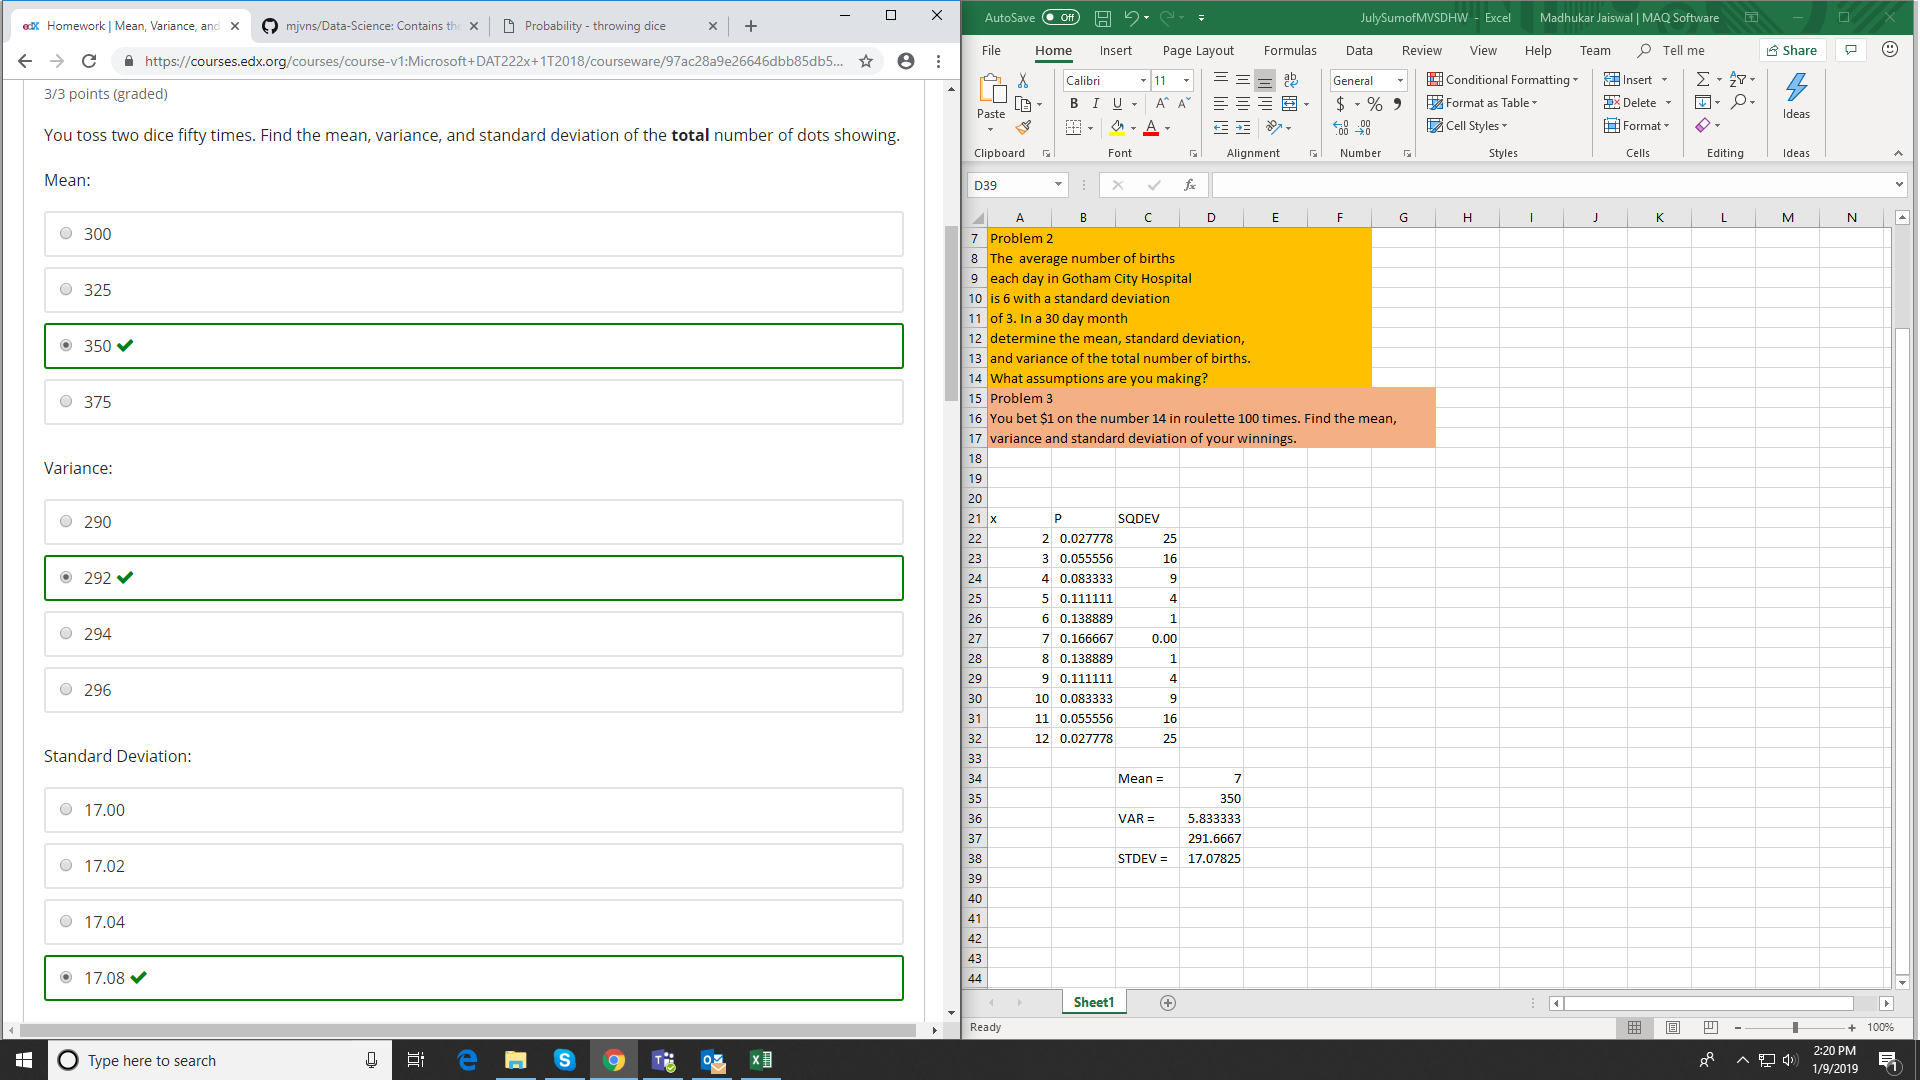 Homework | Mean, Variance, and
mjvns/Data-Science: Contains the
Probability - throwing dice
https://courses.edx.org/courses/course-v1:Microsoft+DAT222x+1T2018/courseware/97ac28a9e26646dbb85db5...
3/3 points (graded)
You toss two dice fifty times. Find the mean, variance, and standard deviation of the total number of dots showing.
Mean:
300
325
350
375
Variance:
290
292
294
296
Standard Deviation:
17.00
17.02
17.04
17.08
AutoSave Off
JulySumofMVSDHW - Excel
Madhukar Jaiswal | MAQ Software
File Home Insert Page Layout Formulas Data Review View Help Team Tell me Share
Paste
Calibri 11
B I U
General
$ % 9
Conditional Formatting
Format as Table
Cell Styles
Insert
Delete
Format
Ideas
Clipboard Font Alignment Number Styles Cells Editing Ideas
D39 fx
A B C D E F G H I J K L M N
7 Problem 2
8 The average number of births
9 each day in Gotham City Hospital
10 is 6 with a standard deviation
11 of 3. In a 30 day month
12 determine the mean, standard deviation,
13 and variance of the total number of births.
14 What assumptions are you making?
15 Problem 3
16 You bet $1 on the number 14 in roulette 100 times. Find the mean,
17 variance and standard deviation of your winnings.
18
19
20
21 x P SQDEV
22 2 0.027778 25
23 3 0.055556 16
24 4 0.083333 9
25 5 0.111111 4
26 6 0.138889 1
27 7 0.166667 0.00
28 8 0.138889 1
29 9 0.111111 4
30 10 0.083333 9
31 11 0.055556 16
32 12 0.027778 25
33
34 Mean = 7
35 350
36 VAR = 5.833333
37 291.6667
38 STDEV = 17.07825
39
40
41
42
43
44
Sheet1
Ready
100%
Type here to search
2:20 PM
1/9/2019